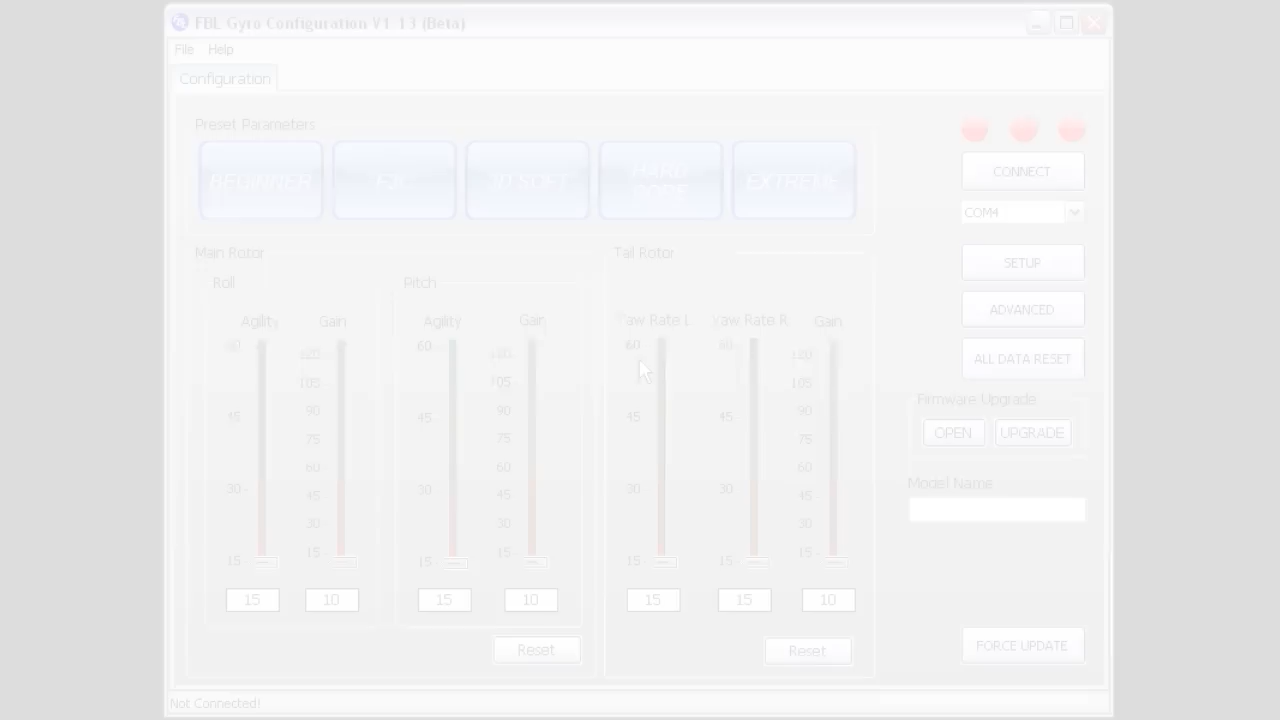 FBL Gyro Configuration V1.13 (Beta)
File Help
Configuration
Preset Parameters
BEGINNER F3C 3D SOFT HARD CORE EXTREME
CONNECT
COM4
SETUP
ADVANCED
ALL DATA RESET
Firmware Upgrade
OPEN UPGRADE
Model Name
FORCE UPDATE
Main Rotor
Roll
Agility Gain
60 45 30 15
120 105 90 75 60 45 30 15
15 10
Pitch
Agility Gain
60 45 30 15
120 105 90 75 60 45 30 15
15 10
Reset
Tail Rotor
Yaw Rate L Yaw Rate R Gain
60 45 30 15
60 45 30 15
120 105 90 75 60 45 30 15
15 15 10
Reset
Not Connected!